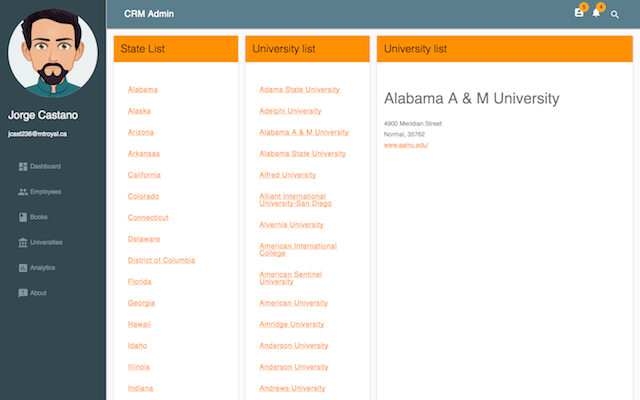 CRM Admin
Jorge Castano
jcast236@mtroyal.ca
Dashboard
Employees
Books
Universities
Analytics
About
State List
Alabama
Alaska
Arizona
Arkansas
California
Colorado
Connecticut
Delaware
District of Columbia
Florida
Georgia
Hawaii
Idaho
Illinois
Indiana
University list
Adams State University
Adelphi University
Alabama A & M University
Alabama State University
Alfred University
Alliant International
University-San Diego
Alvernia University
American International
College
American Sentinel
University
American University
Amridge University
Anderson University
Anderson University
Andrews University
University list
Alabama A & M University
4900 Meridian Street
Normal, 35762
www.aamu.edu/